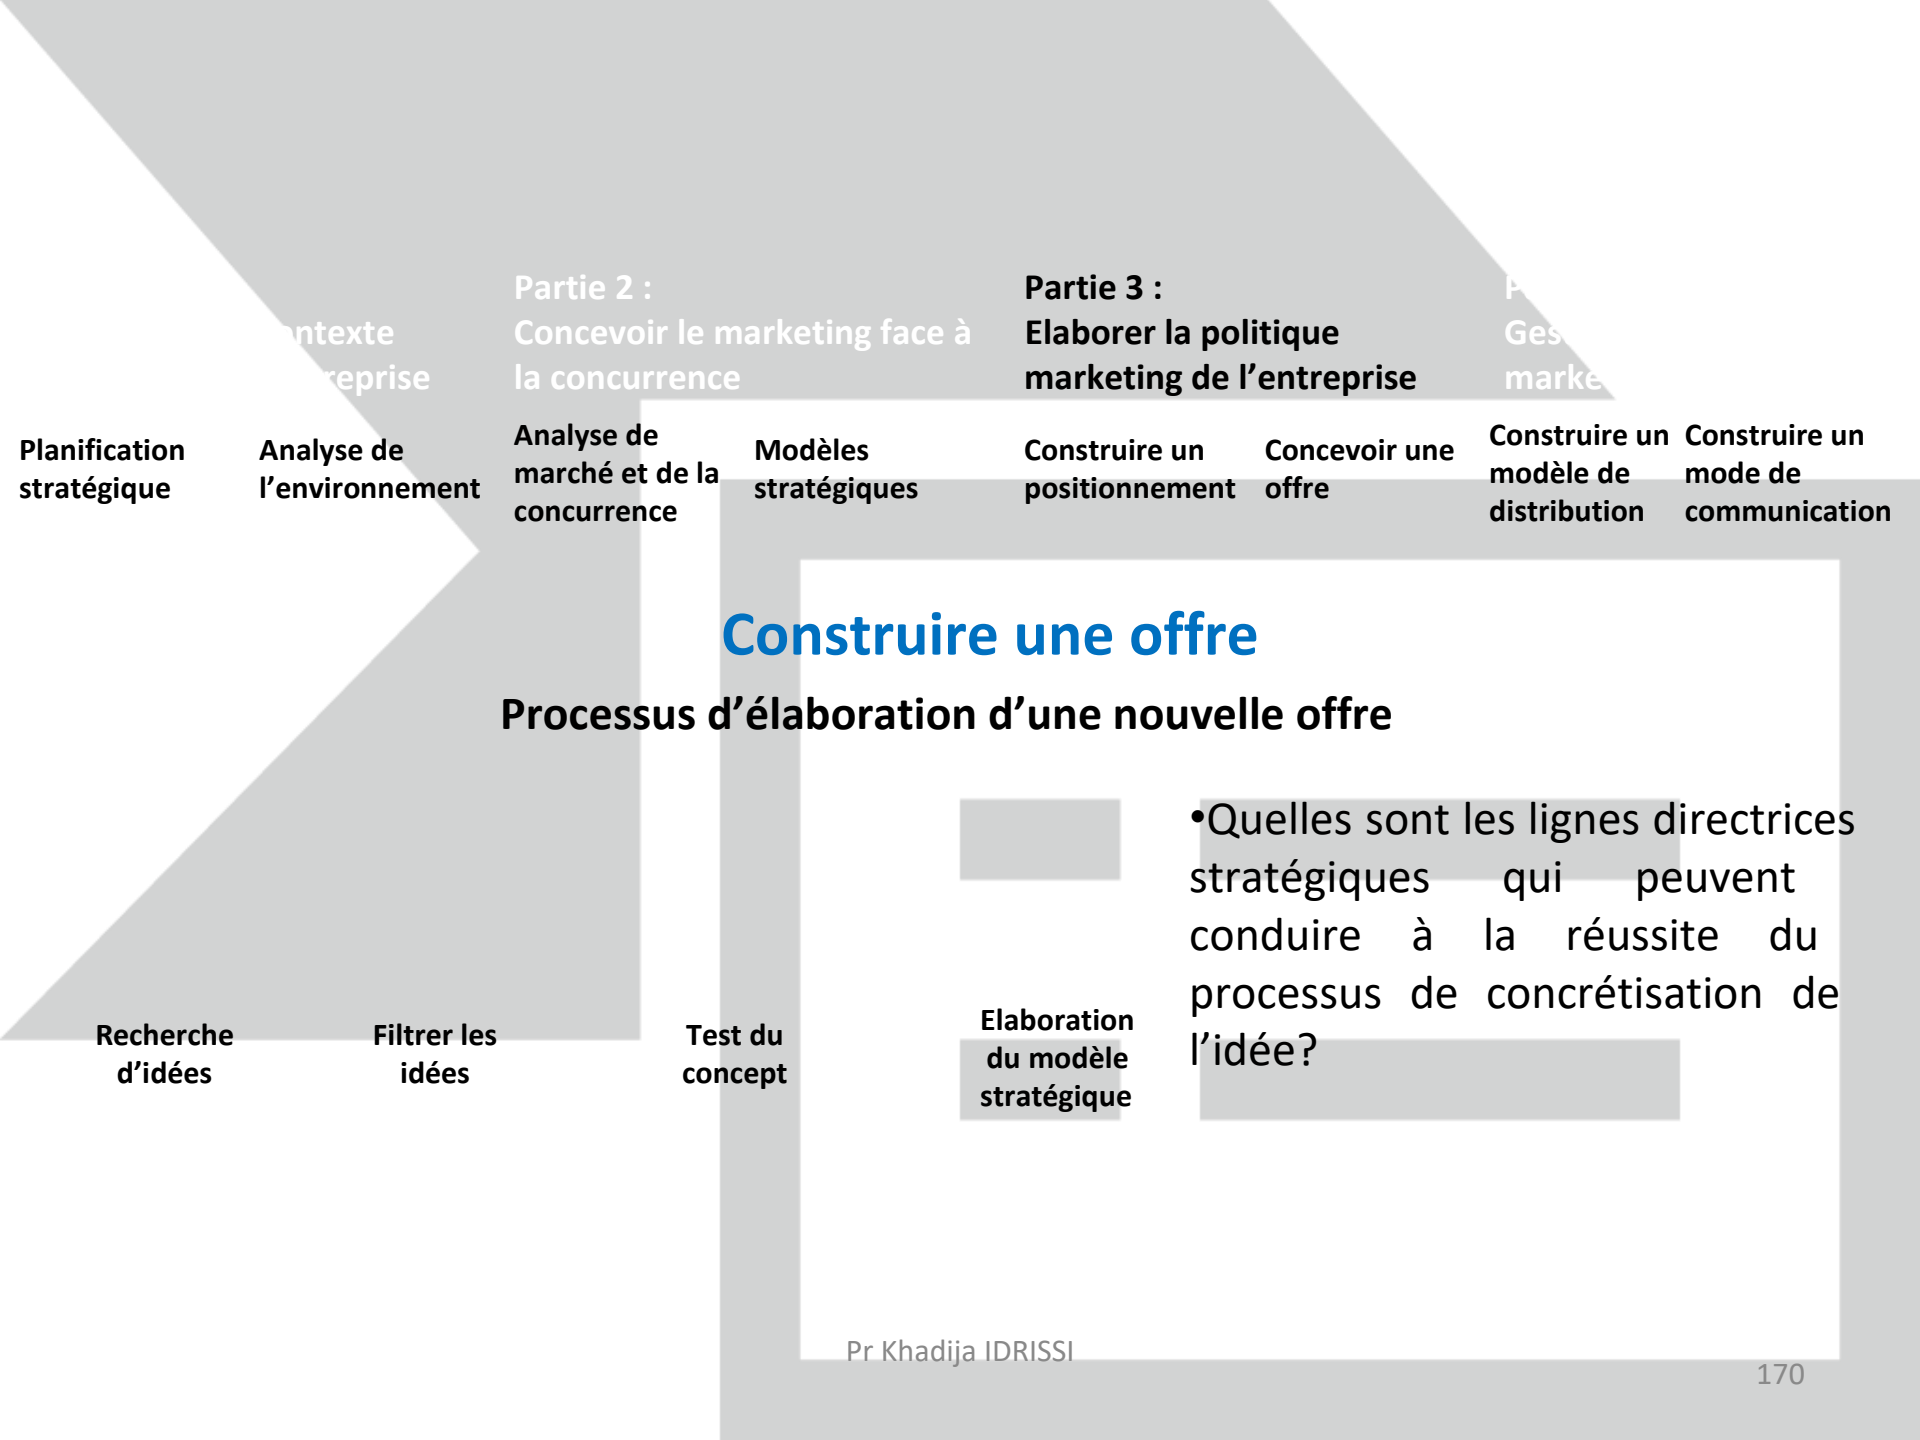 Partie 2 :
Concevoir le marketing face à
la concurrence
Partie 3 :
Elaborer la politique
marketing de l’entreprise
Planification
stratégique
Analyse de
l’environnement
Analyse de
marché et de la
concurrence
Modèles
stratégiques
Construire un
positionnement
Concevoir une
offre
Construire un
modèle de
distribution
Construire un
mode de
communication
Construire une offre
Processus d’élaboration d’une nouvelle offre
•Quelles sont les lignes directrices
stratégiques qui peuvent
conduire à la réussite du
processus de concrétisation de
l’idée?
Recherche
d’idées
Filtrer les
idées
Test du
concept
Elaboration
du modèle
stratégique
Pr Khadija IDRISSI
170